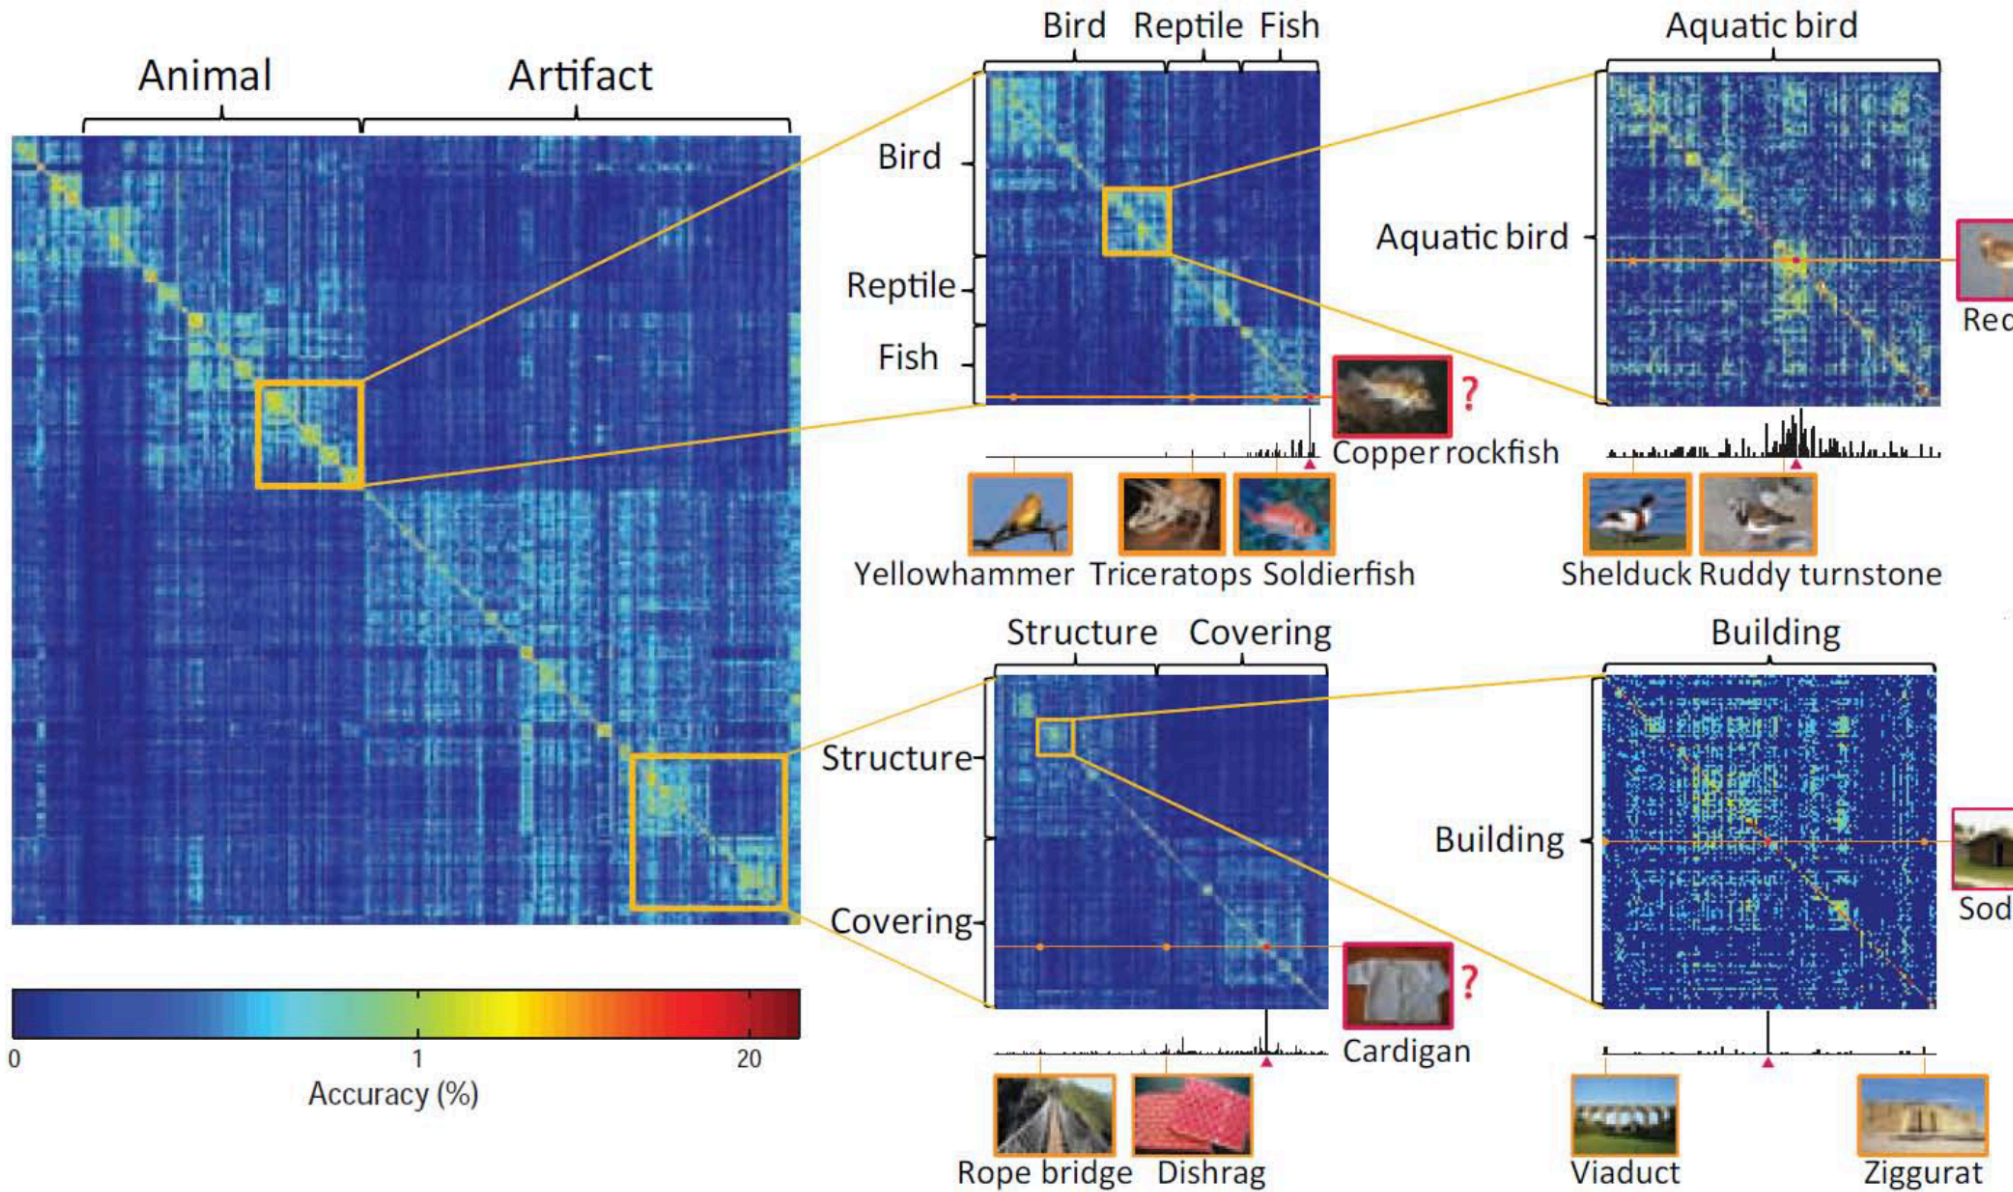 Animal
Artifact
0
1
20
Accuracy (%)
Bird Reptile Fish
Bird
Reptile
Fish
?
Copper rockfish
Yellowhammer Triceratops Soldierfish
Aquatic bird
Aquatic bird
Shelduck Ruddy turnstone
Structure Covering
Structure
Covering
?
Cardigan
Rope bridge Dishrag
Building
Building
Sod
Viaduct
Ziggurat